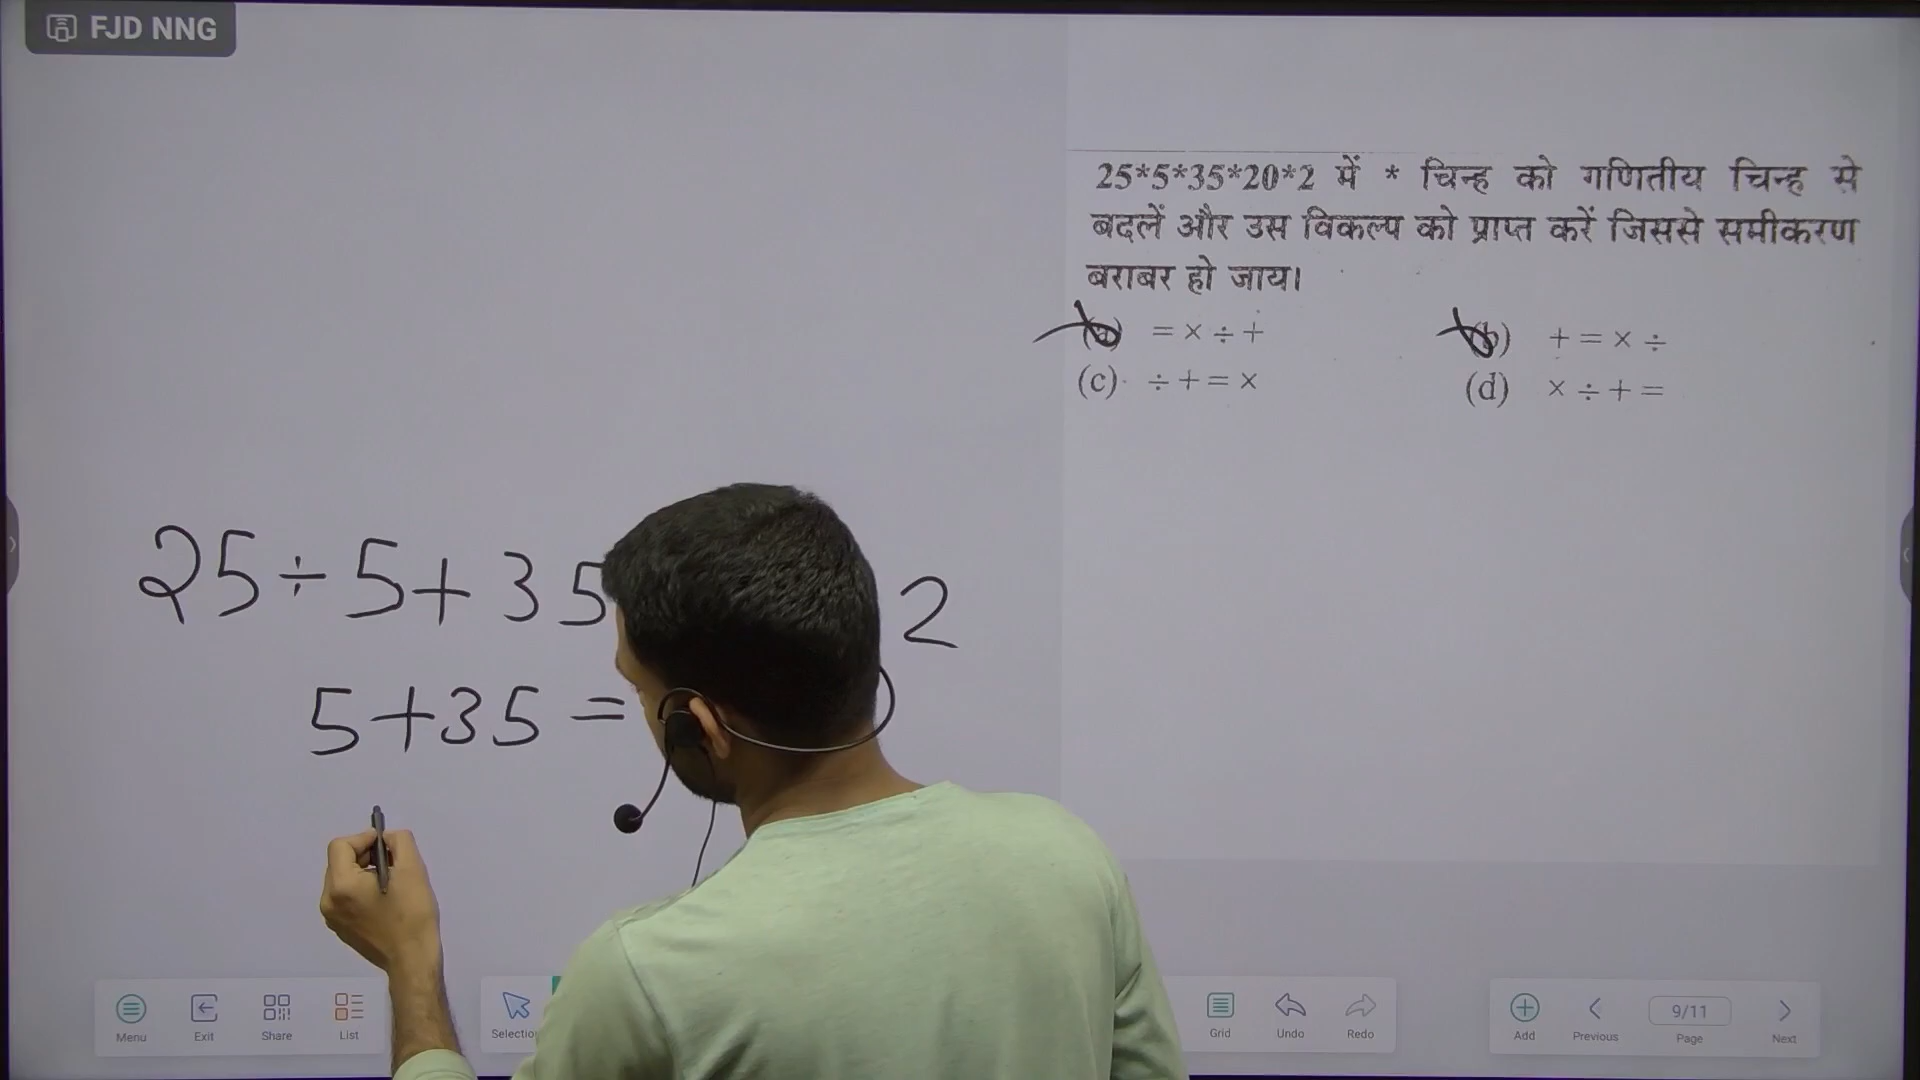 FJD NNG
25*5*35*20*2 में * चिन्ह को गणितीय चिन्ह से
बदलें और उस विकल्प को प्राप्त करें जिससे समीकरण
बराबर हो जाय।
(a) = × ÷ +
(b) + = × ÷
(c) ÷ + = ×
(d) × ÷ + =
25÷5+35 2
5+35 =
Menu Exit Share List Selection Grid Undo Redo Add Previous 9/11 Page Next